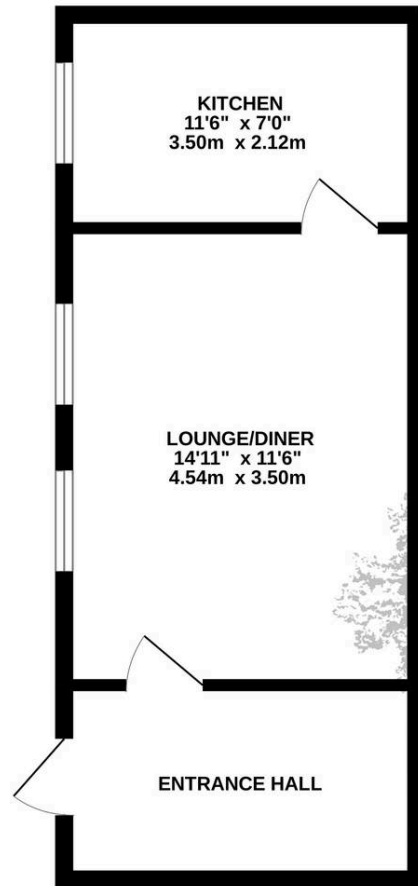 KITCHEN
11'6" x 7'0"
3.50m x 2.12m
LOUNGE/DINER
14'11" x 11'6"
4.54m x 3.50m
ENTRANCE HALL